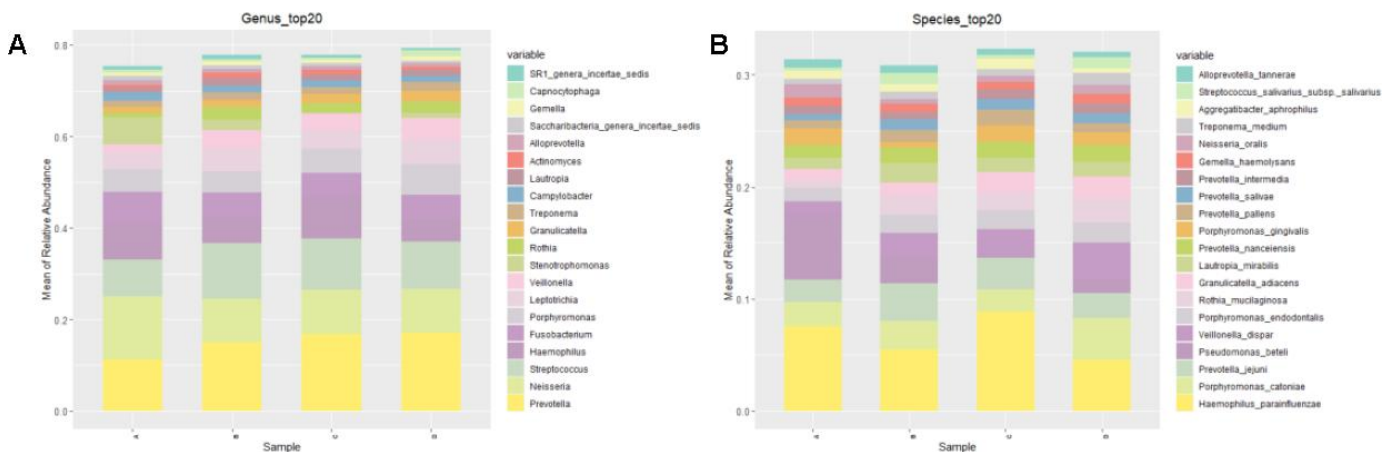 A
Genus_top20
Mean of Relative Abundance
0.8
0.6
0.4
0.2
0.0
A
B
C
D
Sample
variable
SR1_genera_incertae_sedis
Capnocytophaga
Gemella
Saccharibacteria_genera_incertae_sedis
Alloprevotella
Actinomyces
Lautropia
Campylobacter
Treponema
Granulicatella
Rothia
Stenotrophomonas
Veillonella
Leptotrichia
Porphyromonas
Fusobacterium
Haemophilus
Streptococcus
Neisseria
Prevotella
B
Species_top20
Mean of Relative Abundance
0.3
0.2
0.1
0.0
A
B
C
D
Sample
variable
Alloprevotella_tannerae
Streptococcus_salivarius_subsp._salivarius
Aggregatibacter_aphrophilus
Treponema_medium
Neisseria_oralis
Gemella_haemolysans
Prevotella_intermedia
Prevotella_salivae
Prevotella_pallens
Porphyromonas_gingivalis
Prevotella_nanceiensis
Lautropia_mirabilis
Granulicatella_adiacens
Rothia_mucilaginosa
Porphyromonas_endodontalis
Veillonella_dispar
Pseudomonas_beteli
Prevotella_jejuni
Porphyromonas_catoniae
Haemophilus_parainfluenzae